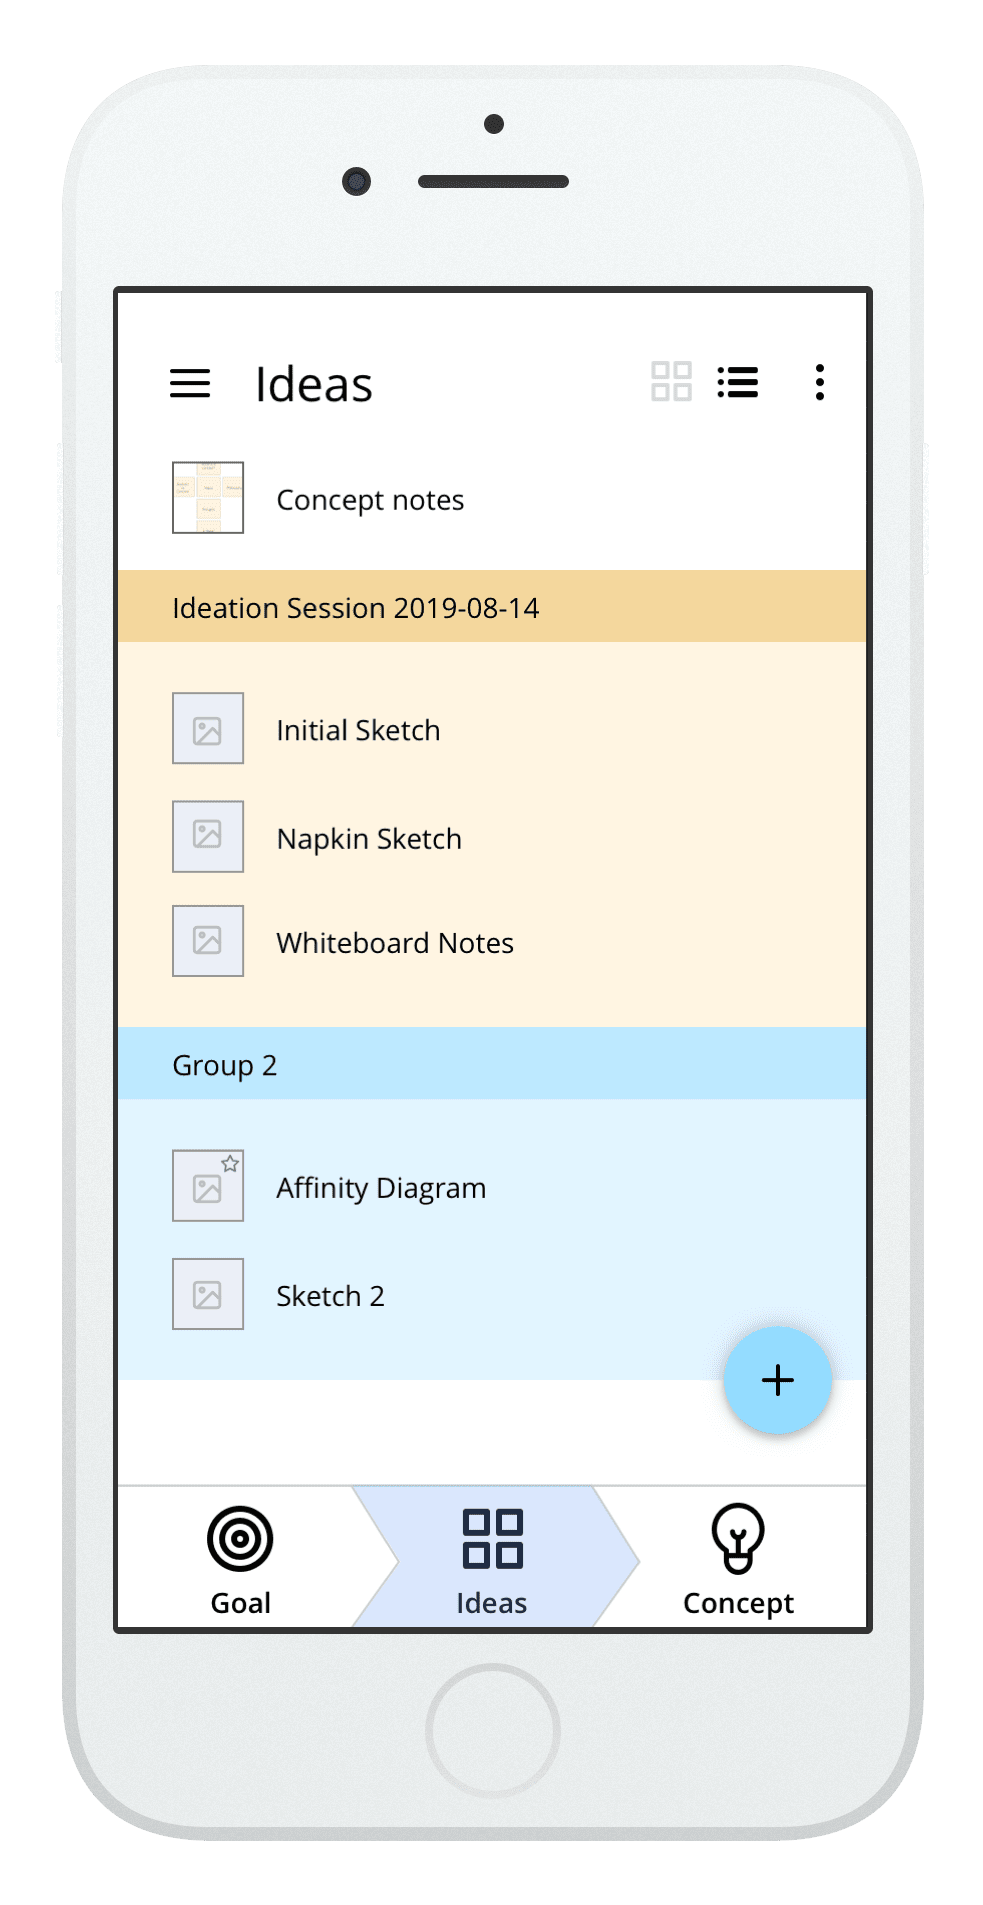 Ideas
Concept notes
Ideation Session 2019-08-14
Initial Sketch
Napkin Sketch
Whiteboard Notes
Group 2
Affinity Diagram
Sketch 2
Goal
Ideas
Concept